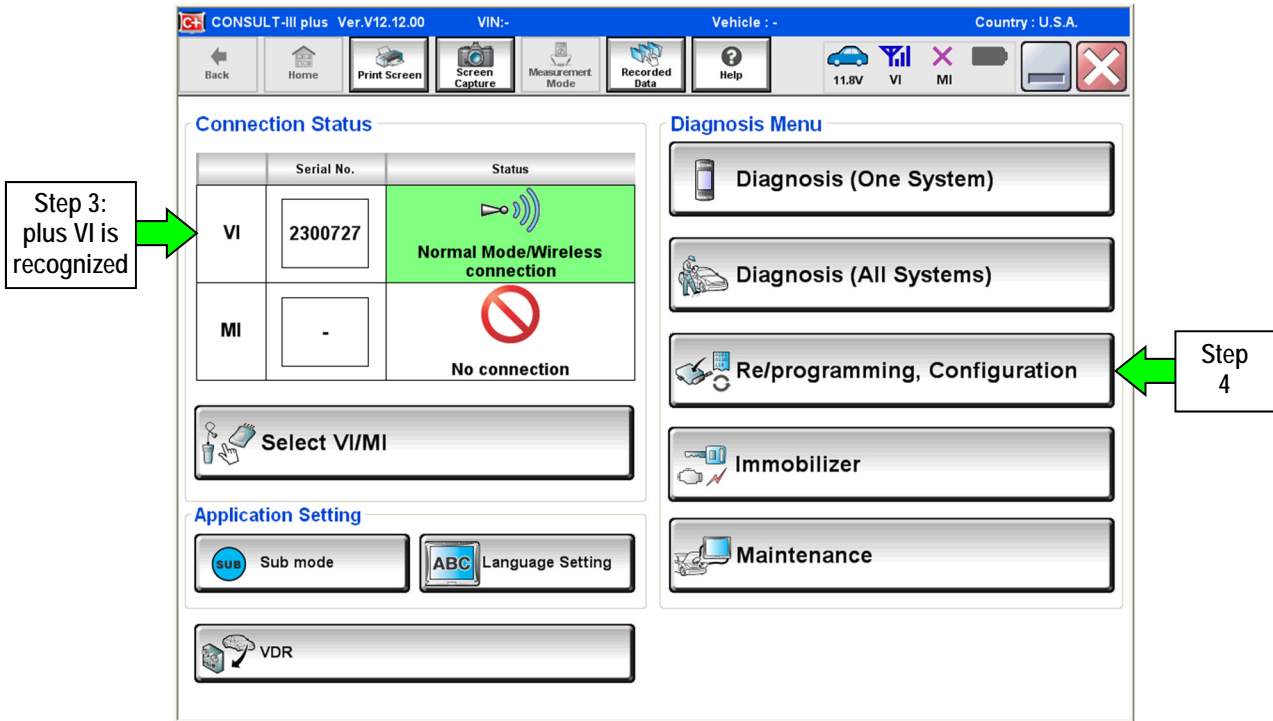 C+ CONSULT-III plus Ver.V12.12.00 VIN:- Vehicle : - Country : U.S.A.
Back
Home
Print Screen
Screen
Capture
Measurement
Mode
Recorded
Data
Help
11.8V
VI
MI
Connection Status
Serial No. Status
VI
2300727
Normal Mode/Wireless
connection
MI
-
No connection
Select VI/MI
Application Setting
SUB Sub mode
ABC Language Setting
VDR
Diagnosis Menu
Diagnosis (One System)
Diagnosis (All Systems)
Re/programming, Configuration
Immobilizer
Maintenance
Step 3:
plus VI is
recognized
Step
4